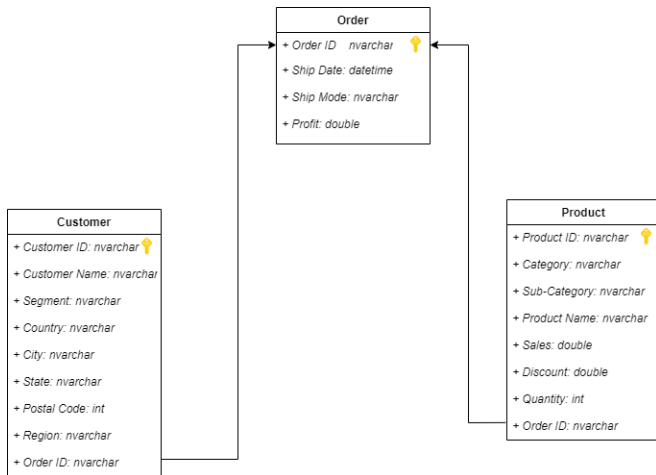 Order
+ Order ID nvarchar
+ Ship Date: datetime
+ Ship Mode: nvarchar
+ Profit: double
Customer
+ Customer ID: nvarchar
+ Customer Name: nvarchar
+ Segment: nvarchar
+ Country: nvarchar
+ City: nvarchar
+ State: nvarchar
+ Postal Code: int
+ Region: nvarchar
+ Order ID: nvarchar
Product
+ Product ID: nvarchar
+ Category: nvarchar
+ Sub-Category: nvarchar
+ Product Name: nvarchar
+ Sales: double
+ Discount: double
+ Quantity: int
+ Order ID: nvarchar